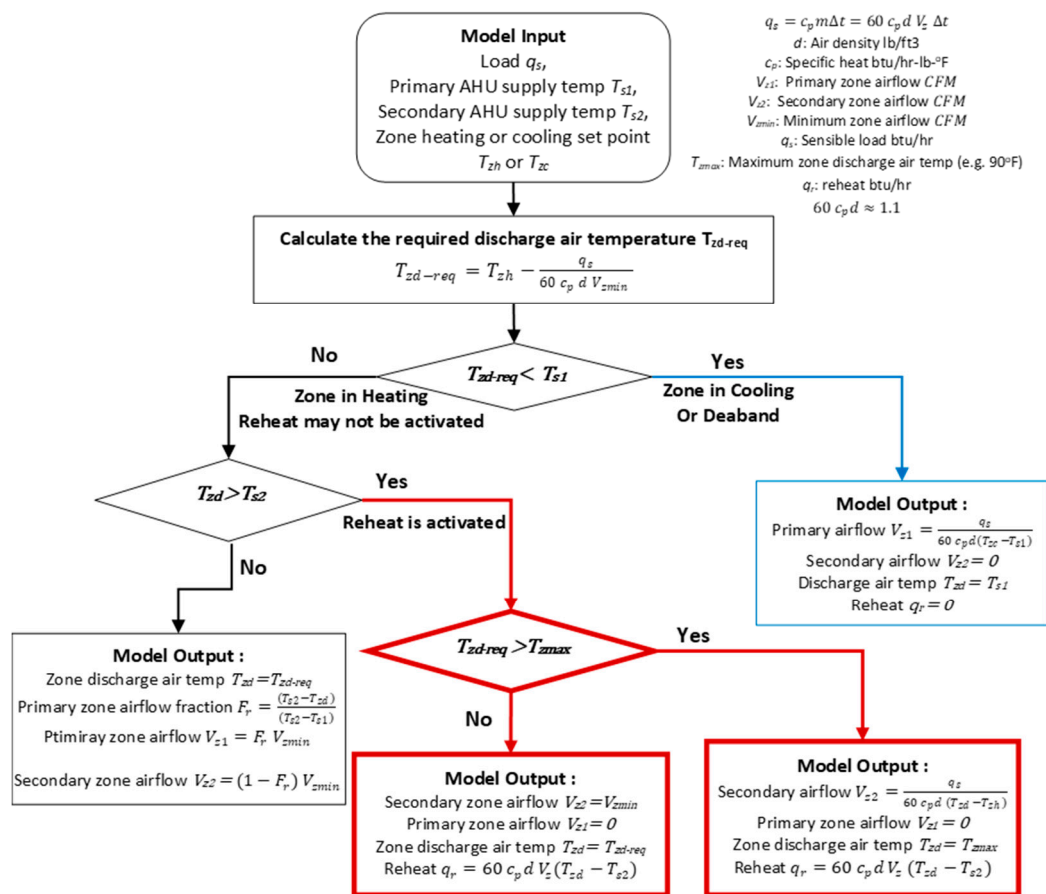 Model Input
Load qₛ,
Primary AHU supply temp Tₛ₁,
Secondary AHU supply temp Tₛ₂,
Zone heating or cooling set point
T_zh or T_zc
qₛ = c_p mΔt = 60 c_p d V_z Δt
d: Air density lb/ft3
c_p: Specific heat btu/hr-lb-°F
V_z1: Primary zone airflow CFM
V_z2: Secondary zone airflow CFM
V_zmin: Minimum zone airflow CFM
qₛ: Sensible load btu/hr
T_zmax: Maximum zone discharge air temp (e.g. 90°F)
q_r: reheat btu/hr
60 c_p d ≈ 1.1
Calculate the required discharge air temperature T_zd-req
T_zd−req = T_zh − qₛ / (60 c_p d V_zmin)
No
Yes
T_zd-req < T_s1
Zone in Heating
Reheat may not be activated
Zone in Cooling
Or Deaband
T_zd > T_s2
Yes
Reheat is activated
No
Model Output :
Primary airflow V_z1 = qₛ / (60 c_p d(T_zc − T_s1))
Secondary airflow V_z2 = 0
Discharge air temp T_zd = T_s1
Reheat q_r = 0
T_zd-req > T_zmax
Yes
No
Model Output :
Zone discharge air temp T_zd = T_zd-req
Primary zone airflow fraction F_r = (T_s2 − T_zd) / (T_s2 − T_s1)
Ptimiray zone airflow V_z1 = F_r V_zmin
Secondary zone airflow V_z2 = (1 − F_r) V_zmin
Model Output :
Secondary zone airflow V_z2 = V_zmin
Primary zone airflow V_z1 = 0
Zone discharge air temp T_zd = T_zd-req
Reheat q_r = 60 c_p d V_z (T_zd − T_s2)
Model Output :
Secondary airflow V_z2 = qₛ / (60 c_p d (T_zd − T_zh))
Primary zone airflow V_z1 = 0
Zone discharge air temp T_zd = T_zmax
Reheat q_r = 60 c_p d V_z (T_zd − T_s2)